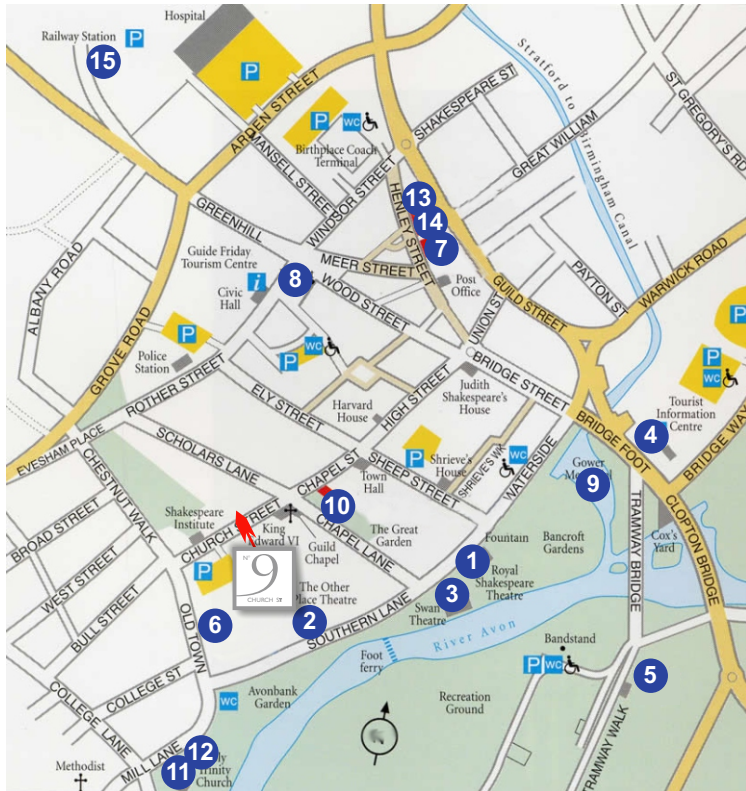 Hospital
Railway Station
P
15
P
ARDEN STREET
P
WC
Birthplace Coach
Terminal
MANSELL STREET
SHAKESPEARE ST
GREAT WILLIAM
Stratford to
Birmingham Canal
ST GREGORY'S RD
WINDSOR STREET
13
14
7
HENLEY STREET
GREENHILL
MEER STREET
Guide Friday
Tourism Centre
i
Civic
Hall
8
WOOD STREET
Post
Office
UNION ST
GUILD STREET
PAYTON ST
WARWICK ROAD
ALBANY ROAD
GROVE ROAD
P
Police
Station
P
WC
ROTHER STREET
ELY STREET
Harvard
House
HIGH STREET
BRIDGE STREET
Judith
Shakespeare's
House
P
P
WC
Tourist
Information
Centre
4
BRIDGE FOOT
EVESHAM PLACE
SCHOLARS LANE
CHAPEL ST
Town
Hall
SHEEP STREET
P
Shrieve's
House
SHRIEVE'S WK
WC
WATERSIDE
Gower
9
CLOPTON BRIDGE
Cox's
Yard
TRAMWAY BRIDGE
CHESTNUT WALK
BROAD STREET
WEST STREET
BULL STREET
Shakespeare
Institute
CHURCH STREET
King
Edward VI
10
Guild
Chapel
CHAPEL LANE
The Great
Garden
Fountain
Bancroft
Gardens
1
Royal
Shakespeare
Theatre
3
Swan
Theatre
P
N°
9
CHURCH ST
The Other
Place Theatre
2
6
OLD TOWN
SOUTHERN LANE
River Avon
Foot
ferry
Bandstand
P
WC
5
TRAMWAY WALK
COLLEGE ST
COLLEGE LANE
WC
Avonbank
Garden
Recreation
Ground
MILL LANE
Methodist
12
11
Trinity
Church